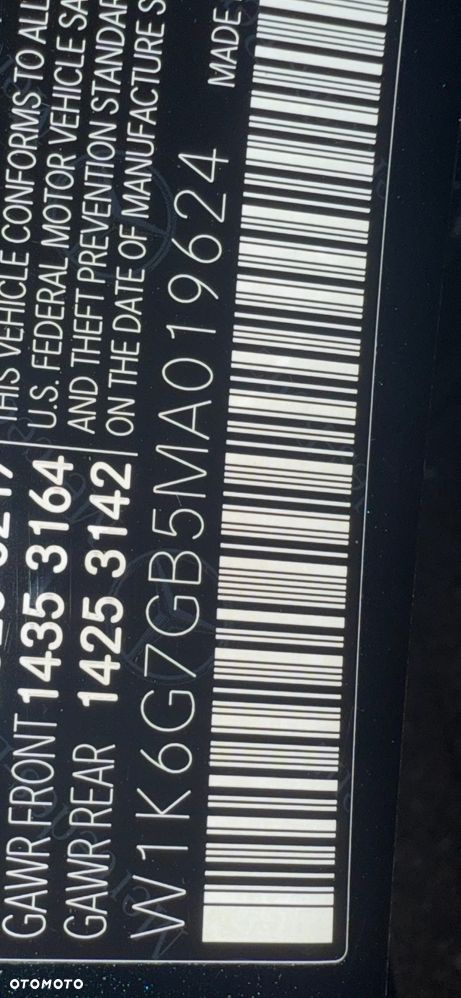 THIS VEHICLE CONFORMS TO ALL
U.S. FEDERAL MOTOR VEHICLE SA
AND THEFT PREVENTION STANDAR
ON THE DATE OF MANUFACTURE S
GAWR FRONT 1435 3164
GAWR REAR 1425 3142
W1K6G7GB5MA019624
MADE
OTOMOTO